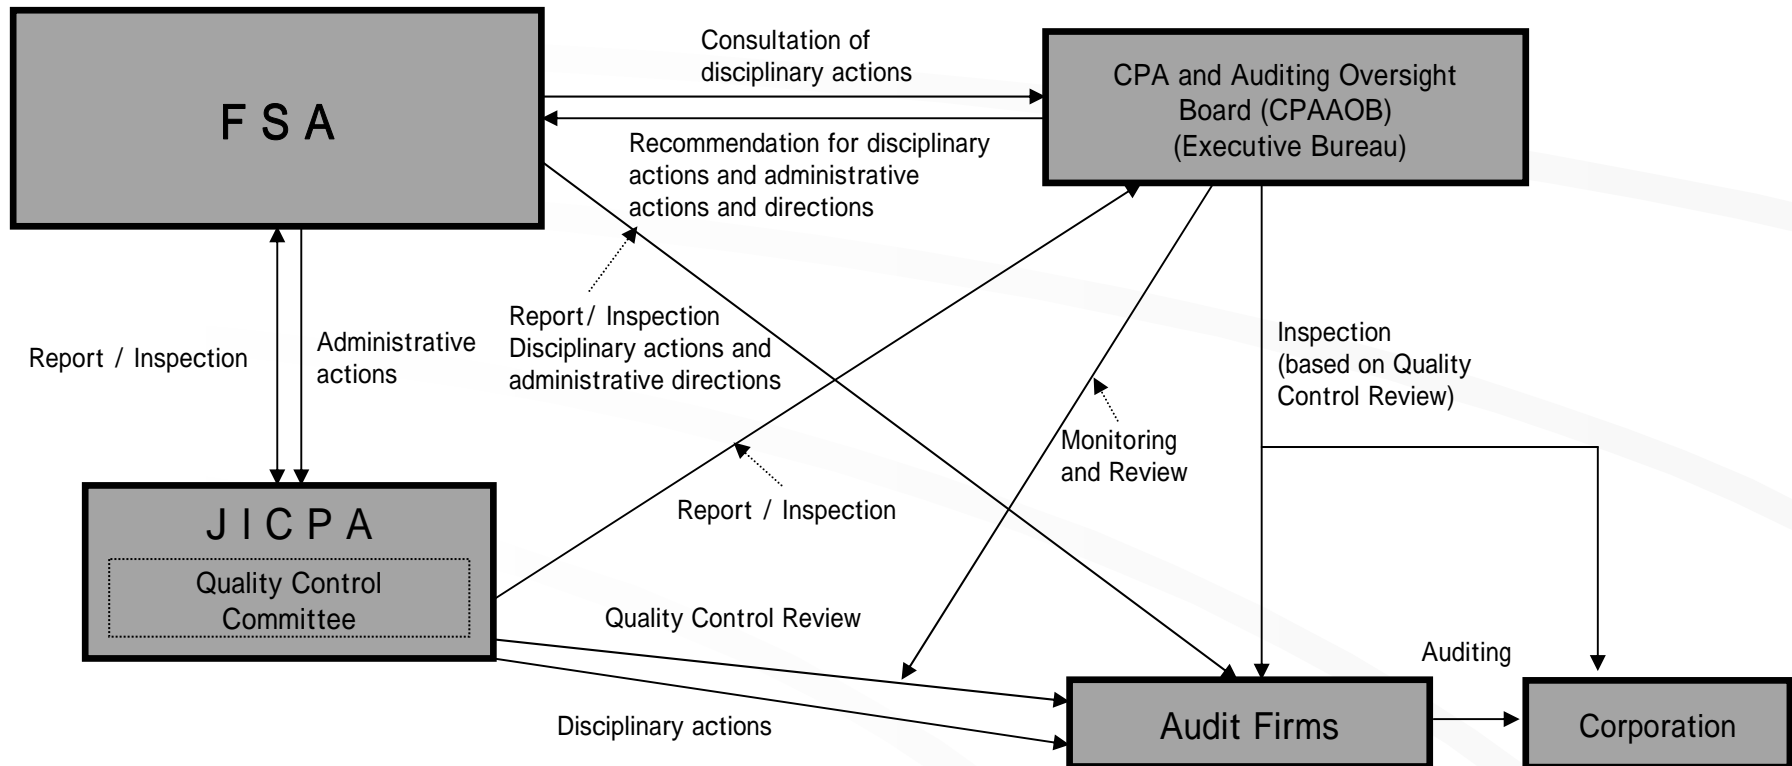 FSA
Consultation of
disciplinary actions
CPA and Auditing Oversight
Board (CPAAOB)
(Executive Bureau)
Recommendation for disciplinary
actions and administrative
actions and directions
Report / Inspection
Administrative
actions
Report/ Inspection
Disciplinary actions and
administrative directions
Inspection
(based on Quality
Control Review)
Monitoring
and Review
Report / Inspection
JICPA
Quality Control
Committee
Quality Control Review
Disciplinary actions
Audit Firms
Auditing
Corporation